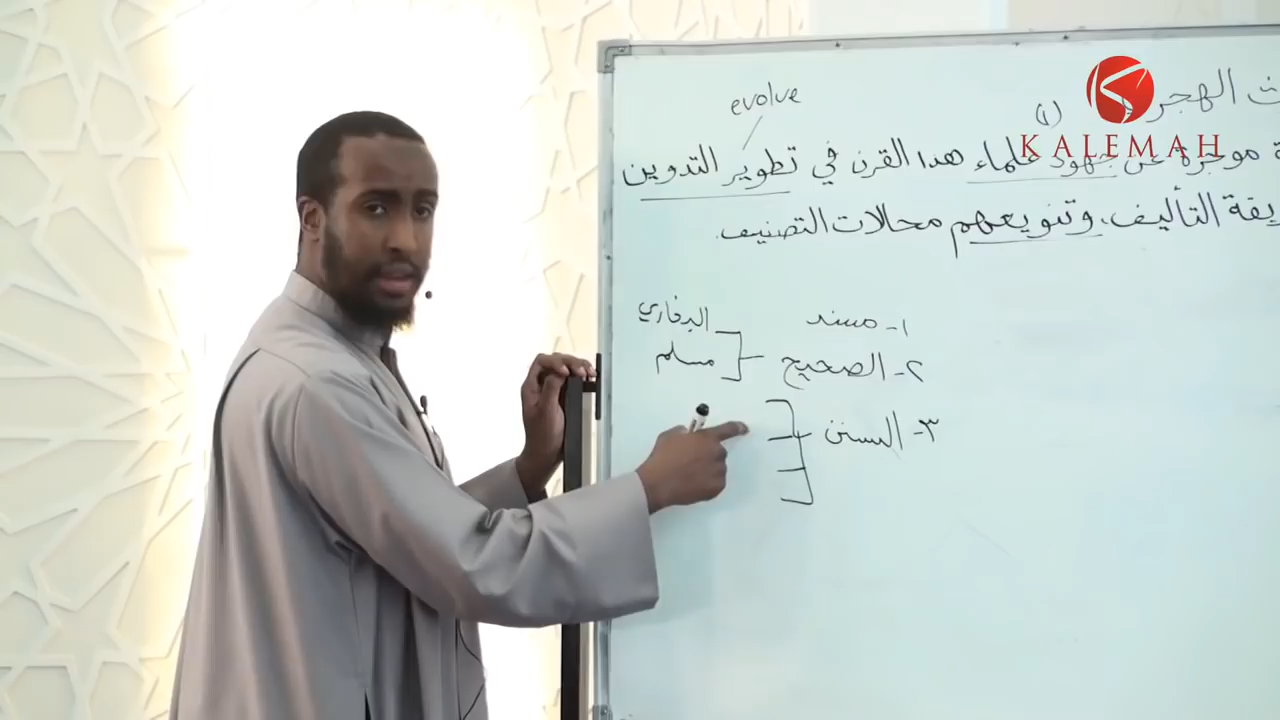 ث الهجري
(١)
evolve
ة موجزة عن جهود علماء هذا القرن في تطوير التدوين
يقة التأليف، وتنويعهم مجالات التصنيف.
١- مسند
٢- الصحيح
البخاري
مسلم
٣- السنن
KALEMAH